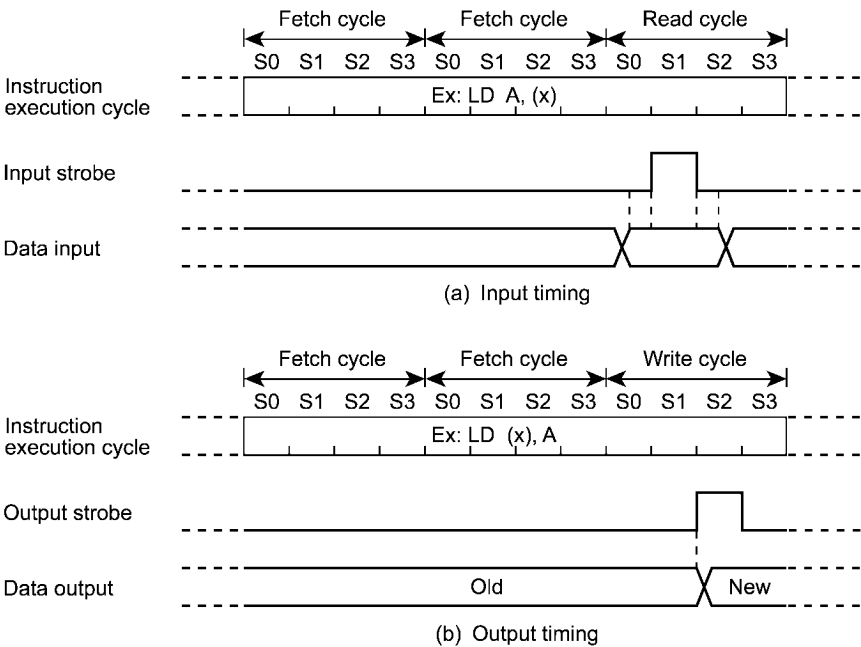 Fetch cycle Fetch cycle Read cycle
S0 S1 S2 S3 S0 S1 S2 S3 S0 S1 S2 S3
Instruction
execution cycle
Ex: LD A, (x)
Input strobe
Data input
(a) Input timing
Fetch cycle Fetch cycle Write cycle
S0 S1 S2 S3 S0 S1 S2 S3 S0 S1 S2 S3
Instruction
execution cycle
Ex: LD (x), A
Output strobe
Data output
Old New
(b) Output timing